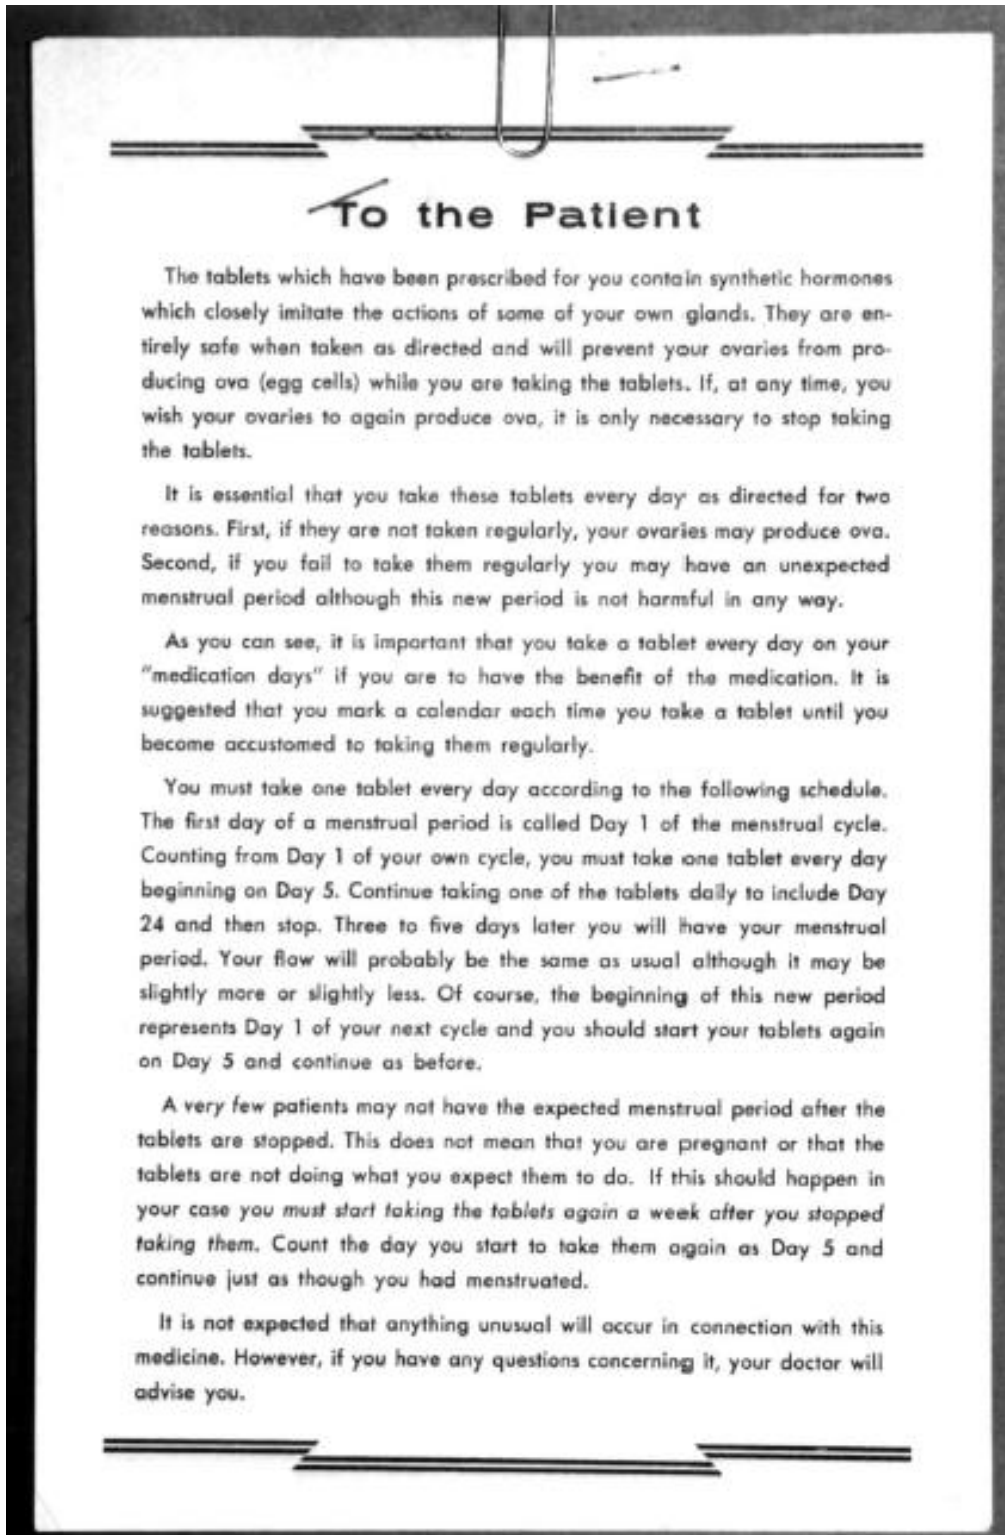 To the Patient
The tablets which have been prescribed for you contain synthetic hormones
which closely imitate the actions of some of your own glands. They are en-
tirely safe when taken as directed and will prevent your ovaries from pro-
ducing ova (egg cells) while you are taking the tablets. If, at any time, you
wish your ovaries to again produce ova, it is only necessary to stop taking
the tablets.
It is essential that you take these tablets every day as directed for two
reasons. First, if they are not taken regularly, your ovaries may produce ova.
Second, if you fail to take them regularly you may have an unexpected
menstrual period although this new period is not harmful in any way.
As you can see, it is important that you take a tablet every day on your
"medication days" if you are to have the benefit of the medication. It is
suggested that you mark a calendar each time you take a tablet until you
become accustomed to taking them regularly.
You must take one tablet every day according to the following schedule.
The first day of a menstrual period is called Day 1 of the menstrual cycle.
Counting from Day 1 of your own cycle, you must take one tablet every day
beginning on Day 5. Continue taking one of the tablets daily to include Day
24 and then stop. Three to five days later you will have your menstrual
period. Your flow will probably be the same as usual although it may be
slightly more or slightly less. Of course, the beginning of this new period
represents Day 1 of your next cycle and you should start your tablets again
on Day 5 and continue as before.
A very few patients may not have the expected menstrual period after the
tablets are stopped. This does not mean that you are pregnant or that the
tablets are not doing what you expect them to do. If this should happen in
your case you must start taking the tablets again a week after you stopped
taking them. Count the day you start to take them again as Day 5 and
continue just as though you had menstruated.
It is not expected that anything unusual will occur in connection with this
medicine. However, if you have any questions concerning it, your doctor will
advise you.